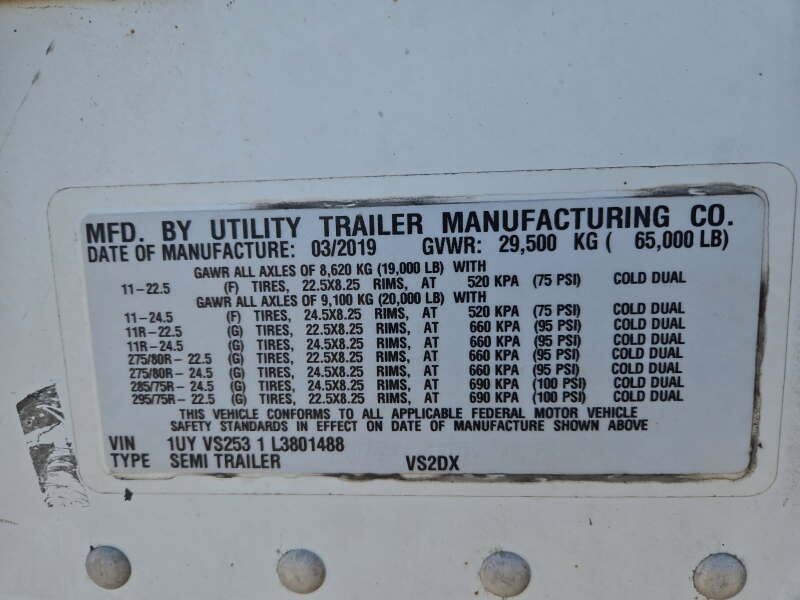 MFD. BY UTILITY TRAILER MANUFACTURING CO.
DATE OF MANUFACTURE: 03/2019 GVWR: 29,500 KG ( 65,000 LB)
GAWR ALL AXLES OF 8,620 KG (19,000 LB) WITH
11-22.5 (F) TIRES, 22.5X8.25 RIMS, AT 520 KPA (75 PSI) COLD DUAL
GAWR ALL AXLES OF 9,100 KG (20,000 LB) WITH
11-24.5 (F) TIRES, 24.5X8.25 RIMS, AT 520 KPA (75 PSI) COLD DUAL
11R-22.5 (G) TIRES, 22.5X8.25 RIMS, AT 660 KPA (95 PSI) COLD DUAL
11R-24.5 (G) TIRES, 24.5X8.25 RIMS, AT 660 KPA (95 PSI) COLD DUAL
275/80R-22.5 (G) TIRES, 22.5X8.25 RIMS, AT 660 KPA (95 PSI) COLD DUAL
275/80R-24.5 (G) TIRES, 24.5X8.25 RIMS, AT 660 KPA (95 PSI) COLD DUAL
285/75R-24.5 (G) TIRES, 24.5X8.25 RIMS, AT 690 KPA (100 PSI) COLD DUAL
295/75R-22.5 (G) TIRES, 22.5X8.25 RIMS, AT 690 KPA (100 PSI) COLD DUAL
THIS VEHICLE CONFORMS TO ALL APPLICABLE FEDERAL MOTOR VEHICLE
SAFETY STANDARDS IN EFFECT ON DATE OF MANUFACTURE SHOWN ABOVE
VIN 1UY VS253 1 L3801488
TYPE SEMI TRAILER VS2DX